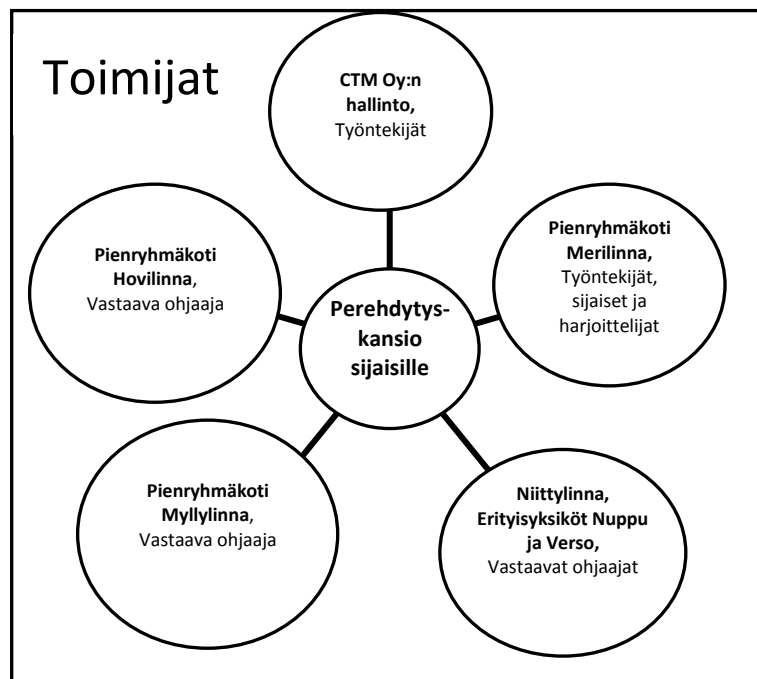 Toimijat
CTM Oy:n
hallinto,
Työntekijät
Pienryhmäkoti
Hovilinna,
Vastaava ohjaaja
Pienryhmäkoti
Merilinna,
Työntekijät,
sijaiset ja
harjoittelijat
Perehdytys-
kansio
sijaisille
Pienryhmäkoti
Myllylinna,
Vastaava ohjaaja
Niittylinna,
Erityisyksiköt Nuppu
ja Verso,
Vastaavat ohjaajat